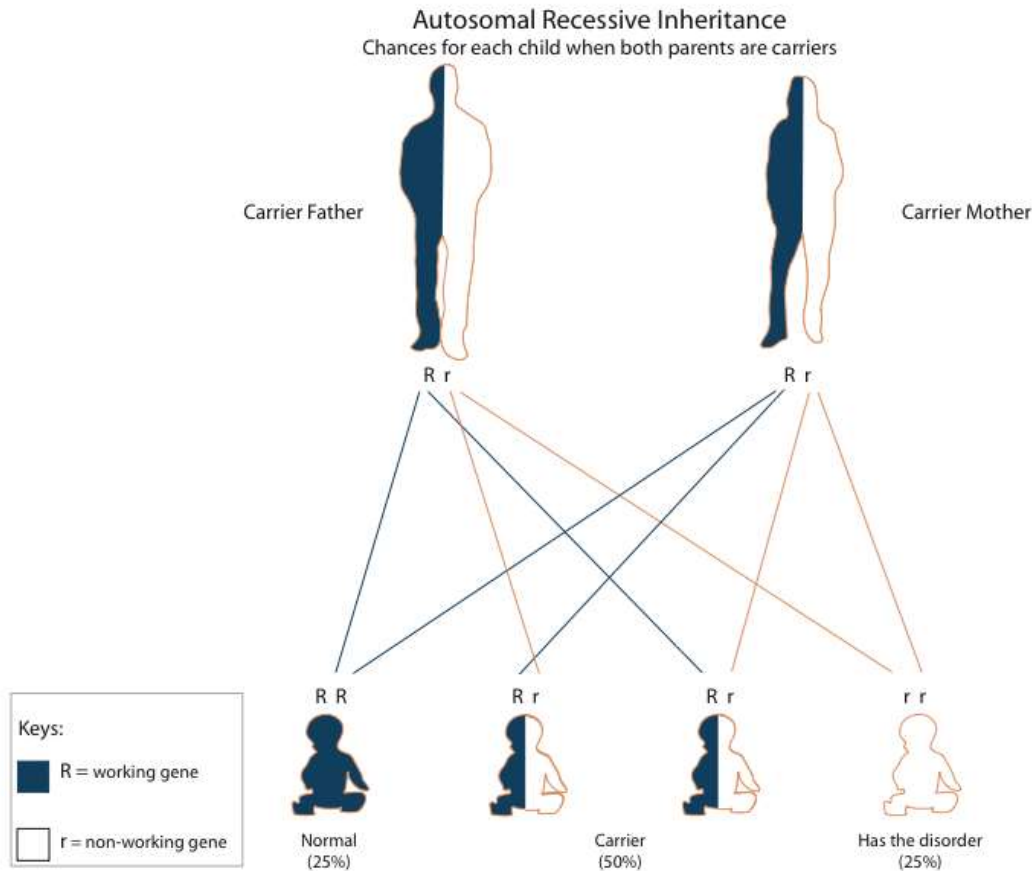 Autosomal Recessive Inheritance
Chances for each child when both parents are carriers
Carrier Father
Carrier Mother
R r
R r
R R
R r
R r
r r
Keys:
R = working gene
r = non-working gene
Normal
(25%)
Carrier
(50%)
Has the disorder
(25%)